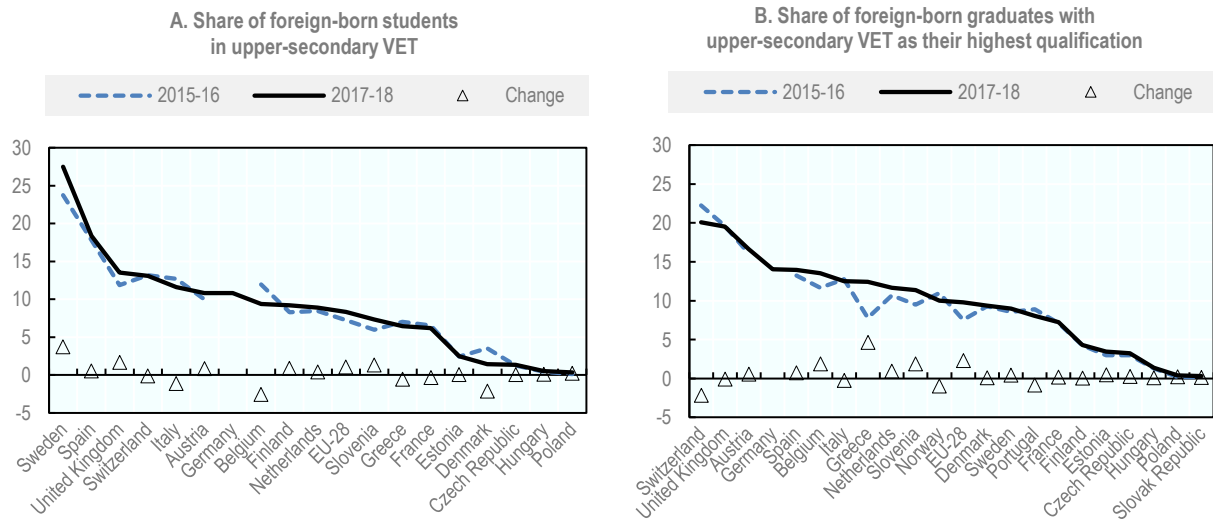 A. Share of foreign-born students
in upper-secondary VET
2015-16 2017-18 Change
30
25
20
15
10
5
0
-5
Sweden
Spain
United Kingdom
Switzerland
Italy
Austria
Germany
Belgium
Finland
Netherlands
EU-28
Slovenia
Greece
France
Estonia
Denmark
Czech Republic
Hungary
Poland
B. Share of foreign-born graduates with
upper-secondary VET as their highest qualification
2015-16 2017-18 Change
30
25
20
15
10
5
0
-5
Switzerland
United Kingdom
Austria
Germany
Spain
Belgium
Italy
Greece
Netherlands
Slovenia
Norway
EU-28
Denmark
Sweden
Portugal
France
Finland
Estonia
Czech Republic
Hungary
Poland
Slovak Republic